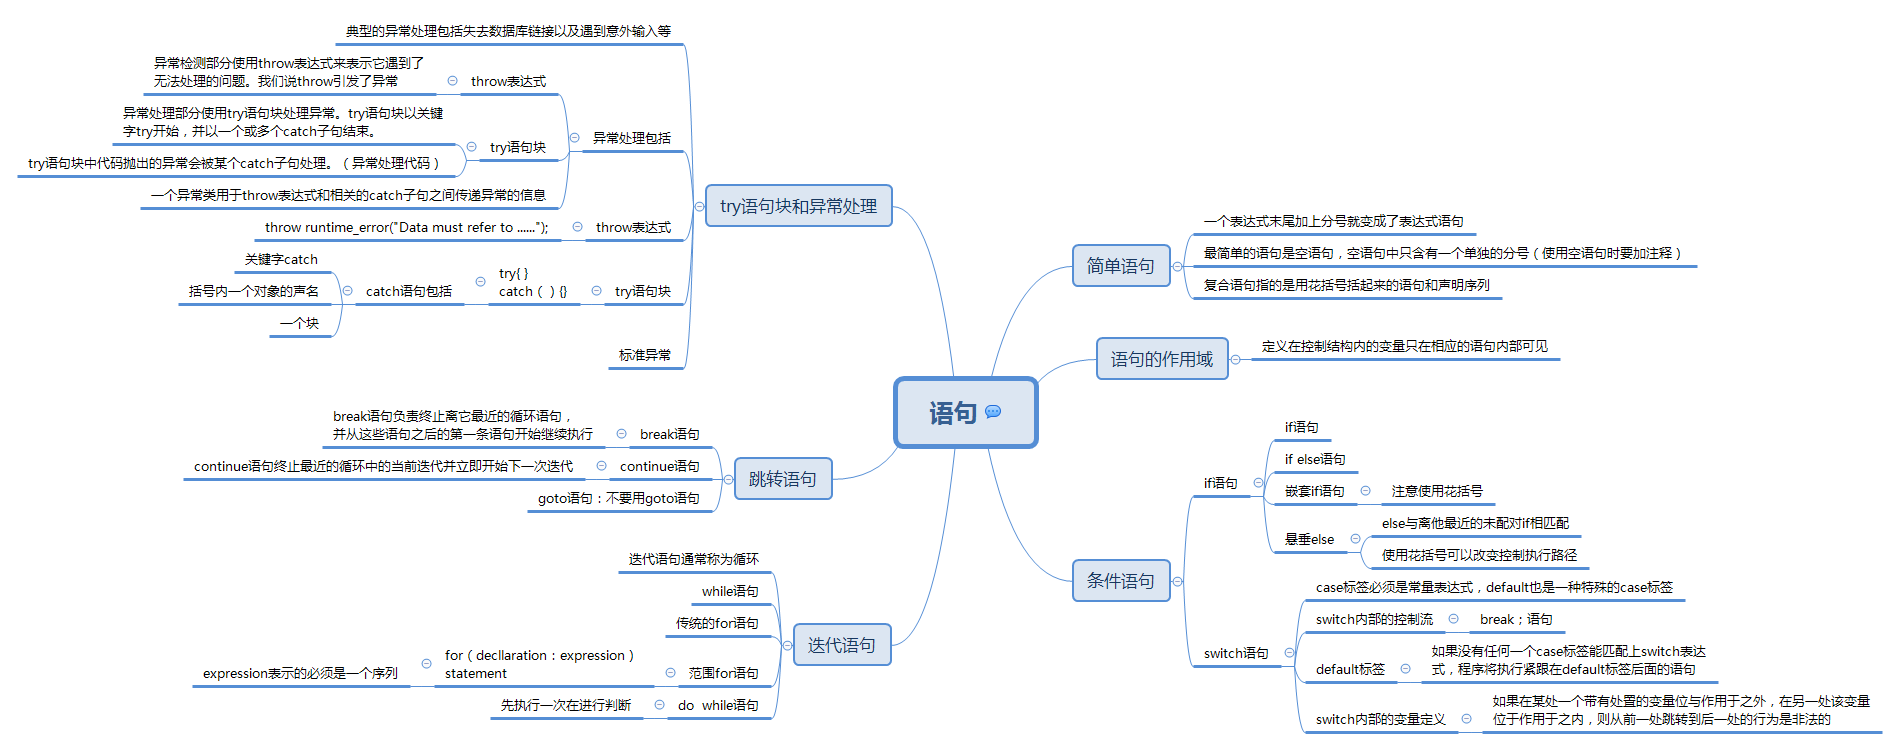 语句
简单语句
一个表达式末尾加上分号就变成了表达式语句
最简单的语句是空语句，空语句中只含有一个单独的分号（使用空语句时要加注释）
复合语句指的是用花括号括起来的语句和声明序列
语句的作用域
定义在控制结构内的变量只在相应的语句内部可见
条件语句
if语句
if语句
if else语句
嵌套if语句
注意使用花括号
悬垂else
else与离他最近的未配对if相匹配
使用花括号可以改变控制执行路径
switch语句
case标签必须是常量表达式，default也是一种特殊的case标签
switch内部的控制流
break；语句
default标签
如果没有任何一个case标签能匹配上switch表达
式，程序将执行紧跟在default标签后面的语句
switch内部的变量定义
如果在某处一个带有处置的变量位与作用于之外，在另一处该变量
位于作用于之内，则从前一处跳转到后一处的行为是非法的
try语句块和异常处理
典型的异常处理包括失去数据库链接以及遇到意外输入等
异常处理包括
throw表达式
异常检测部分使用throw表达式来表示它遇到了
无法处理的问题。我们说throw引发了异常
try语句块
异常处理部分使用try语句块处理异常。try语句块以关键
字try开始，并以一个或多个catch子句结束。
try语句块中代码抛出的异常会被某个catch子句处理。（异常处理代码）
一个异常类用于throw表达式和相关的catch子句之间传递异常的信息
throw表达式
throw runtime_error("Data must refer to ......");
try语句块
try{ }
catch（ ）{}
catch语句包括
关键字catch
括号内一个对象的声名
一个块
标准异常
跳转语句
break语句
break语句负责终止离它最近的循环语句，
并从这些语句之后的第一条语句开始继续执行
continue语句
continue语句终止最近的循环中的当前迭代并立即开始下一次迭代
goto语句：不要用goto语句
迭代语句
迭代语句通常称为循环
while语句
传统的for语句
范围for语句
for（decllaration：expression）
statement
expression表示的必须是一个序列
do  while语句
先执行一次在进行判断